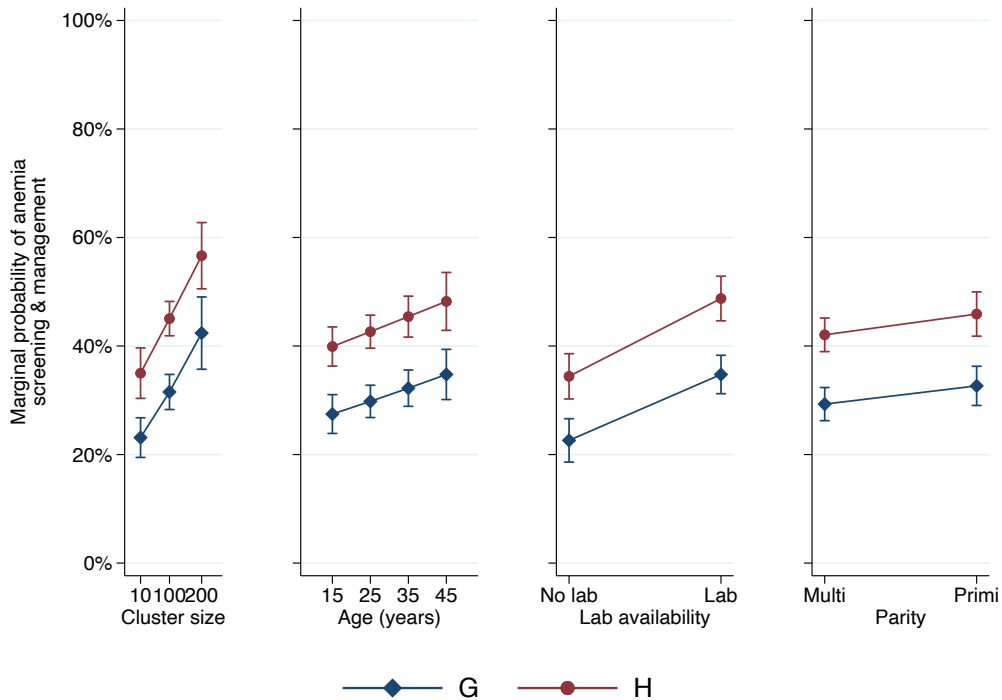 Marginal probability of anemia
screening & management
100%
80%
60%
40%
20%
0%
10 100 200
Cluster size
15 25 35 45
Age (years)
No lab Lab
Lab availability
Multi Primi
Parity
G H